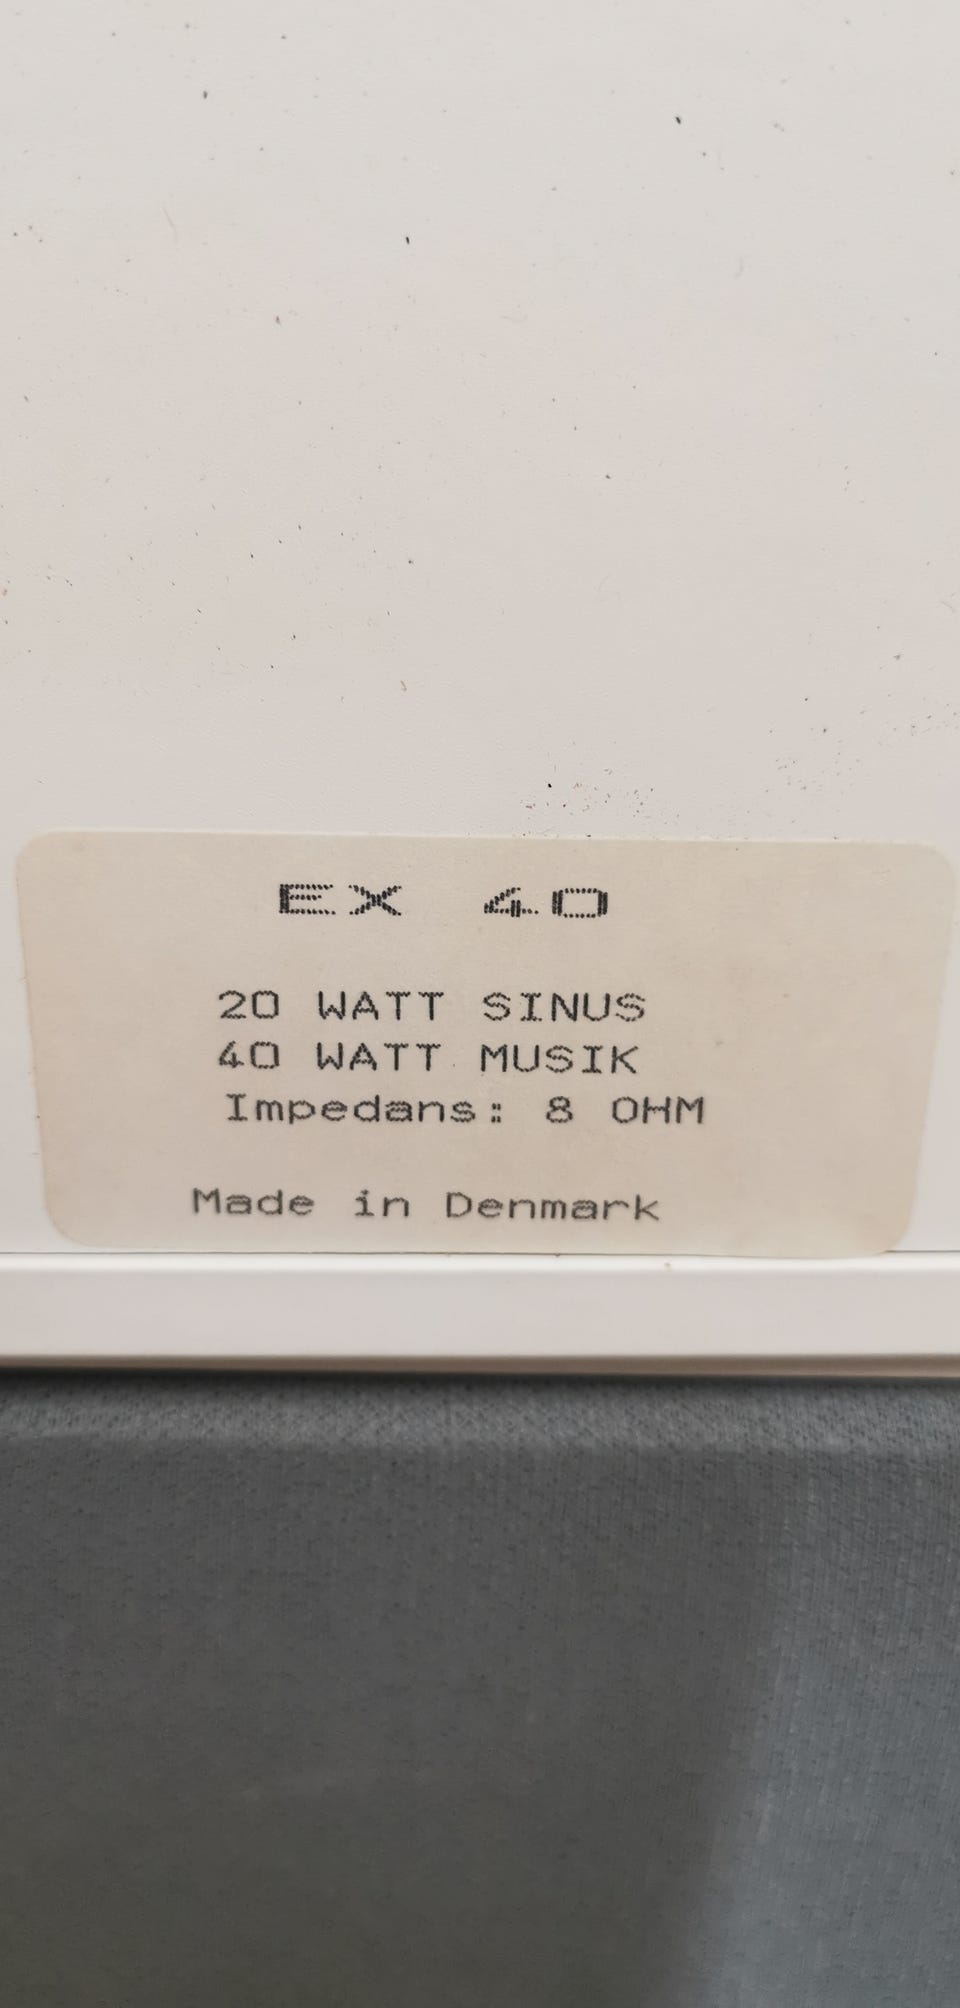 EX 40
20 WATT SINUS
40 WATT MUSIK
Impedans: 8 OHM
Made in Denmark